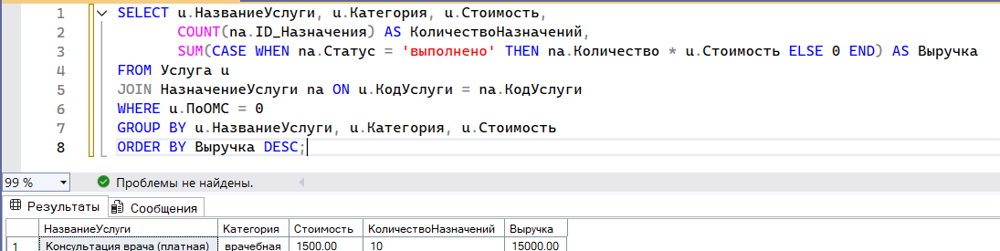 1 SELECT u.НазваниеУслуги, u.Категория, u.Стоимость,
2 COUNT(na.ID_Назначения) AS КоличествоНазначений,
3 SUM(CASE WHEN na.Статус = 'выполнено' THEN na.Количество * u.Стоимость ELSE 0 END) AS Выручка
4 FROM Услуга u
5 JOIN НазначениеУслуги na ON u.КодУслуги = na.КодУслуги
6 WHERE u.ПоОМС = 0
7 GROUP BY u.НазваниеУслуги, u.Категория, u.Стоимость
8 ORDER BY Выручка DESC;
99 % Проблемы не найдены.
Результаты Сообщения
НазваниеУслуги Категория Стоимость КоличествоНазначений Выручка
1 Консультация врача (платная) врачебная 1500.00 10 15000.00